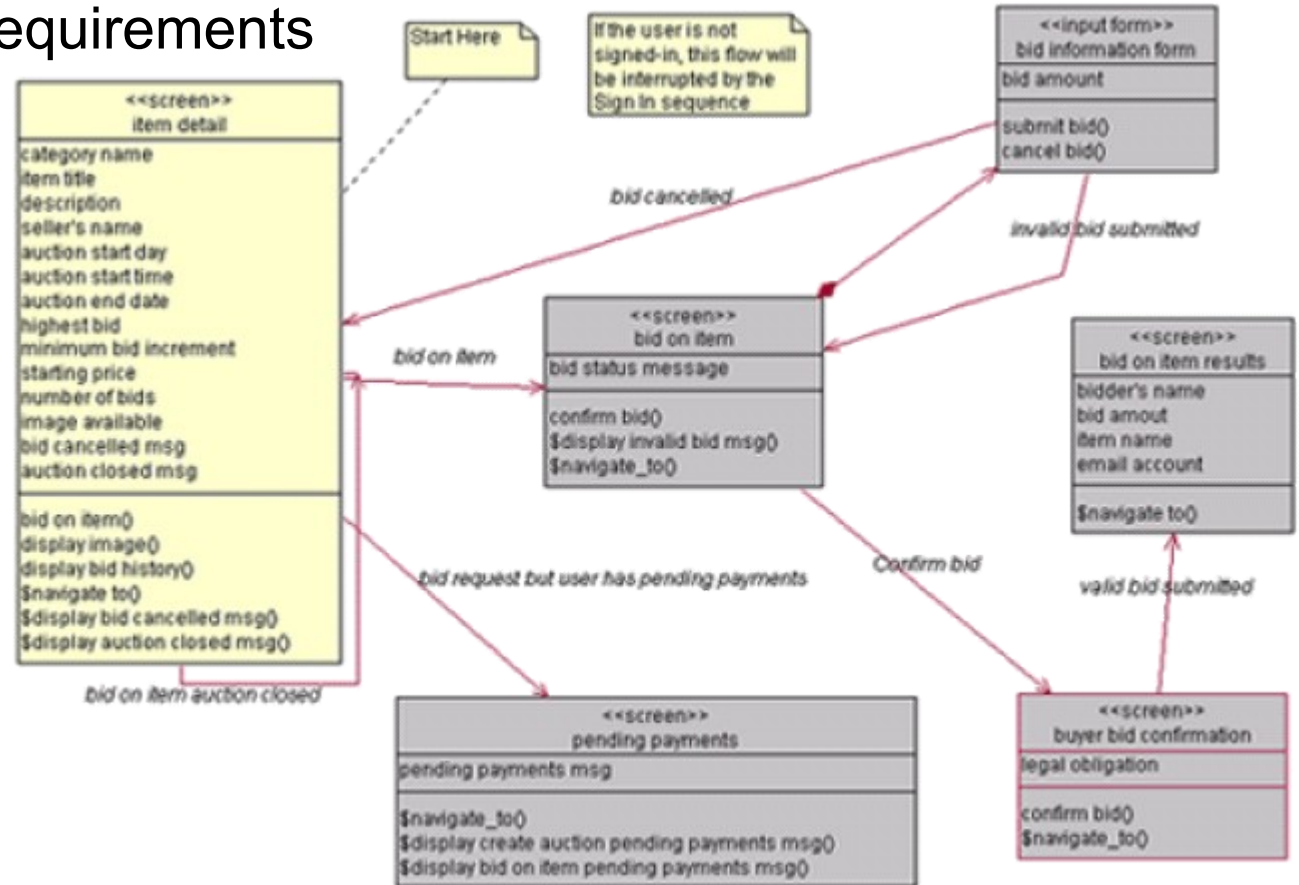 equirements
Start Here
If the user is not
signed-in, this flow will
be interrupted by the
Sign In sequence
<<input form>>
bid information form
bid amount
submit bid()
cancel bid()
<<screen>>
item detail
category name
item title
description
seller's name
auction start day
auction start time
auction end date
highest bid
minimum bid increment
starting price
number of bids
image available
bid cancelled msg
auction closed msg
bid on item()
display image()
display bid history()
$navigate to()
$display bid cancelled msg()
$display auction closed msg()
bid cancelled
invalid bid submitted
bid on item
<<screen>>
bid on item
bid status message
confirm bid()
$display invalid bid msg()
$navigate_to()
<<screen>>
bid on item results
bidder's name
bid amout
item name
email account
$navigate to()
bid request but user has pending payments
Confirm bid
valid bid submitted
bid on item auction closed
<<screen>>
pending payments
pending payments msg
$navigate_to()
$display create auction pending payments msg()
$display bid on item pending payments msg()
<<screen>>
buyer bid confirmation
legal obligation
confirm bid()
$navigate_to()